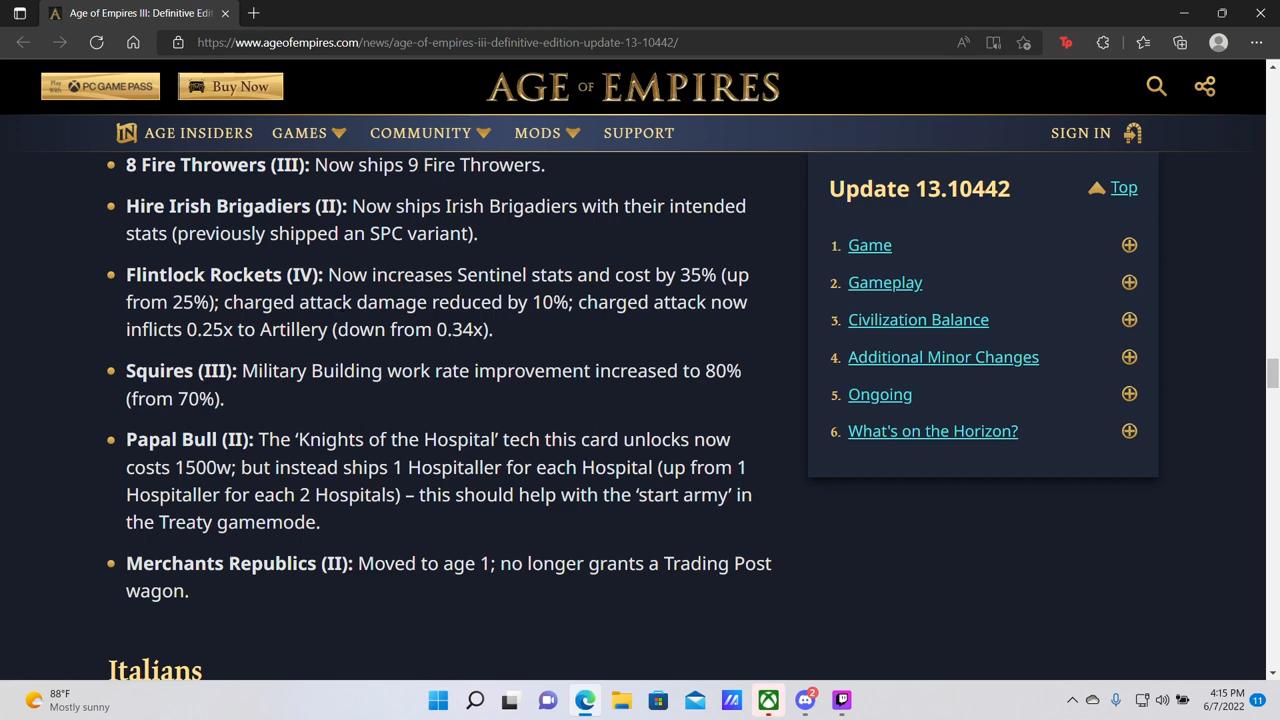 Age of Empires III: Definitive Edit
https://www.ageofempires.com/news/age-of-empires-iii-definitive-edition-update-13-10442/
Play With PC GAME PASS
Buy Now
AGE OF EMPIRES
IN AGE INSIDERS GAMES COMMUNITY MODS SUPPORT SIGN IN
8 Fire Throwers (III): Now ships 9 Fire Throwers.
Hire Irish Brigadiers (II): Now ships Irish Brigadiers with their intended
stats (previously shipped an SPC variant).
Flintlock Rockets (IV): Now increases Sentinel stats and cost by 35% (up
from 25%); charged attack damage reduced by 10%; charged attack now
inflicts 0.25x to Artillery (down from 0.34x).
Squires (III): Military Building work rate improvement increased to 80%
(from 70%).
Papal Bull (II): The ‘Knights of the Hospital’ tech this card unlocks now
costs 1500w; but instead ships 1 Hospitaller for each Hospital (up from 1
Hospitaller for each 2 Hospitals) – this should help with the ‘start army’ in
the Treaty gamemode.
Merchants Republics (II): Moved to age 1; no longer grants a Trading Post
wagon.
Italians
Update 13.10442
Top
1. Game
2. Gameplay
3. Civilization Balance
4. Additional Minor Changes
5. Ongoing
6. What's on the Horizon?
88°F
Mostly sunny
2
4:15 PM
6/7/2022
11